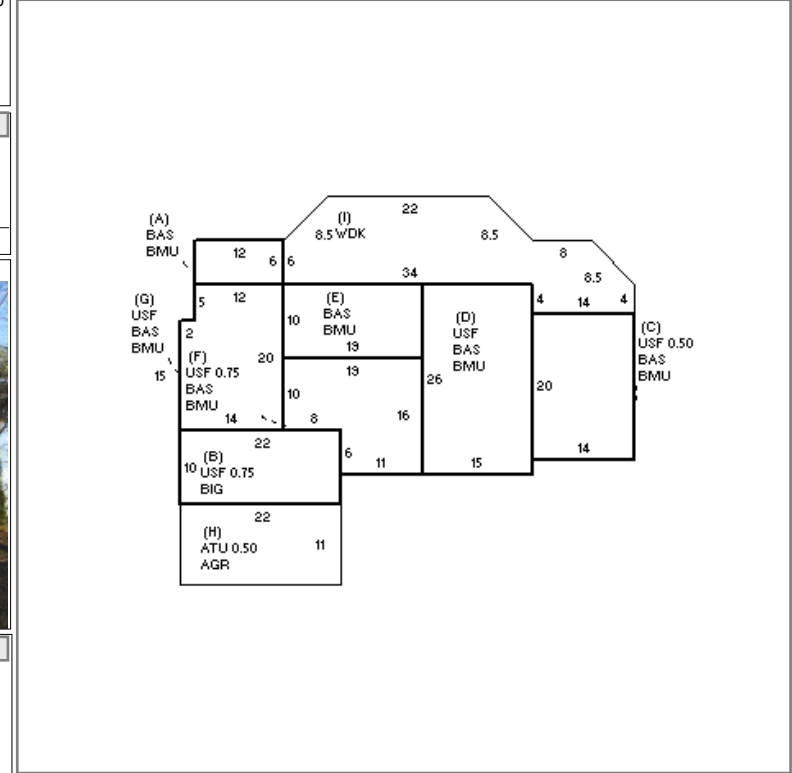 22
(A)
BAS
BMU
(I)
8.5 WDK
8.5
12
6
6
8
34
8.5
(G)
USF
BAS
BMU
5
12
(E)
BAS
BMU
10
19
(D)
USF
BAS
BMU
4
14
4
2
15
(F)
USF 0.75
BAS
BMU
20
19
(C)
USF 0.50
BAS
BMU
26
20
10
14
8
16
22
6
11
15
14
10
(B)
USF 0.75
BIG
22
(H)
ATU 0.50
AGR
11